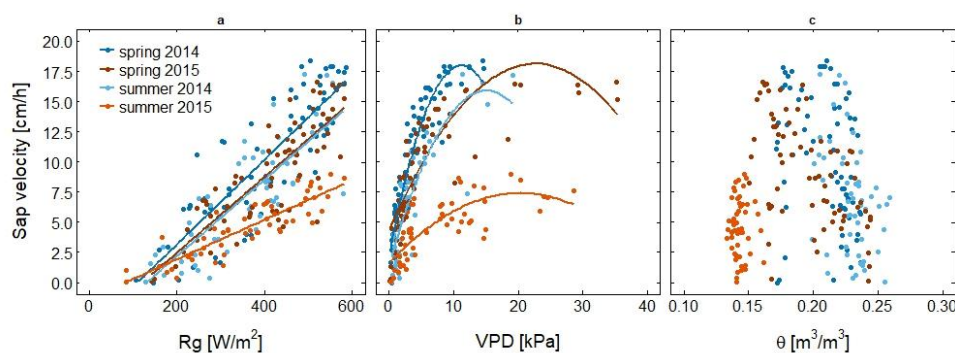 a b c
20.0
17.5
15.0
12.5
10.0
7.5
5.0
2.5
0.0
Sap velocity [cm/h]
spring 2014
spring 2015
summer 2014
summer 2015
0 200 400 600 0 10 20 30 40 0.10 0.15 0.20 0.25 0.30
Rg [W/m²] VPD [kPa] θ [m³/m³]